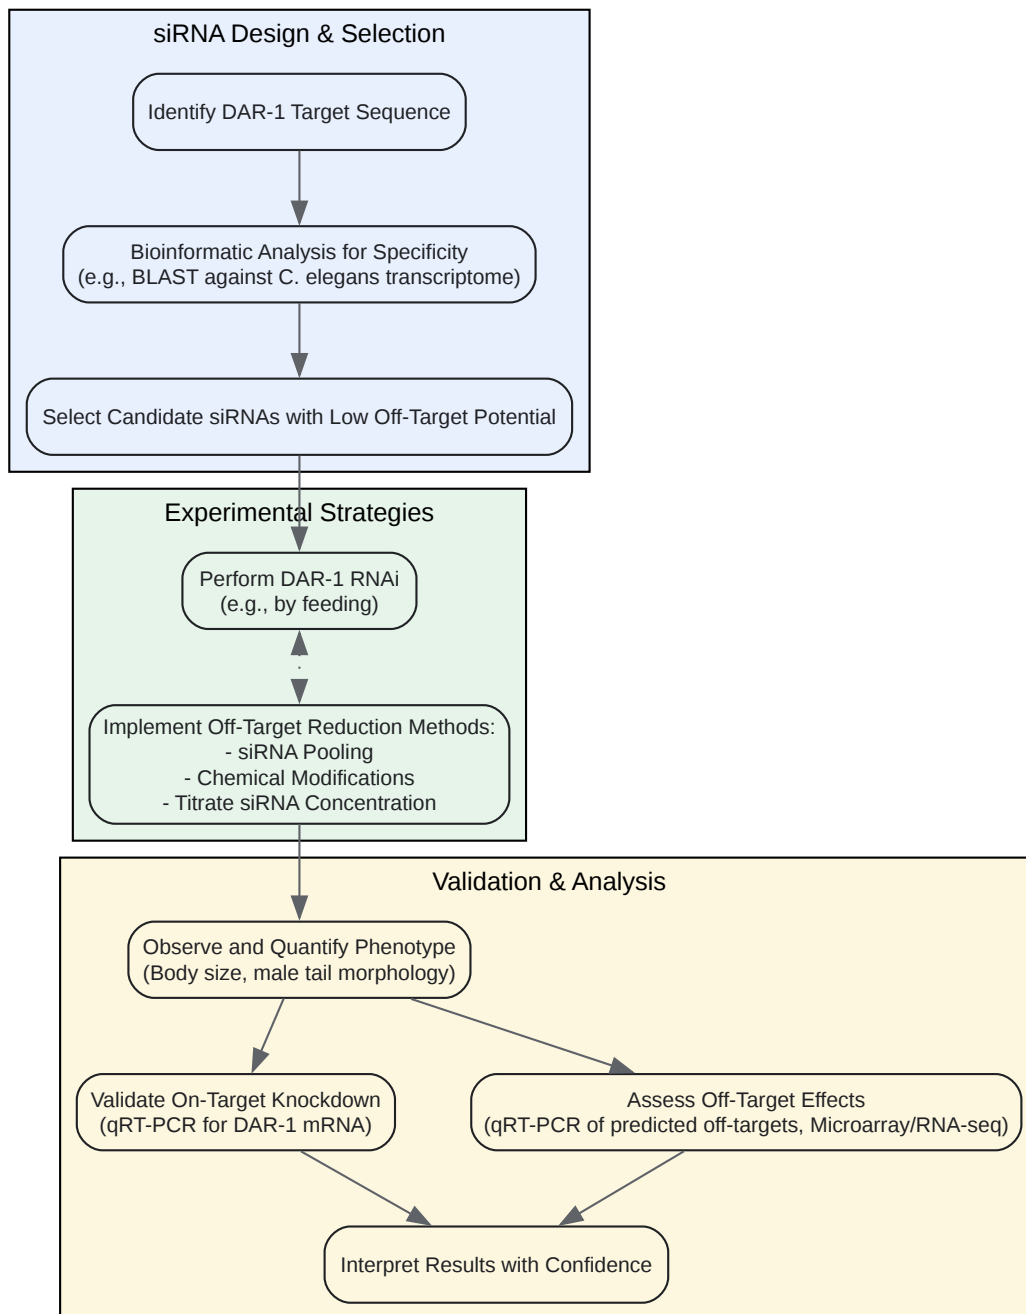 siRNA Design & Selection
Identify DAR-1 Target Sequence
Bioinformatic Analysis for Specificity
(e.g., BLAST against C. elegans transcriptome)
Select Candidate siRNAs with Low Off-Target Potential
Experimental Strategies
Perform DAR-1 RNAi
(e.g., by feeding)
Implement Off-Target Reduction Methods:
- siRNA Pooling
- Chemical Modifications
- Titrate siRNA Concentration
Validation & Analysis
Observe and Quantify Phenotype
(Body size, male tail morphology)
Validate On-Target Knockdown
(qRT-PCR for DAR-1 mRNA)
Assess Off-Target Effects
(qRT-PCR of predicted off-targets, Microarray/RNA-seq)
Interpret Results with Confidence